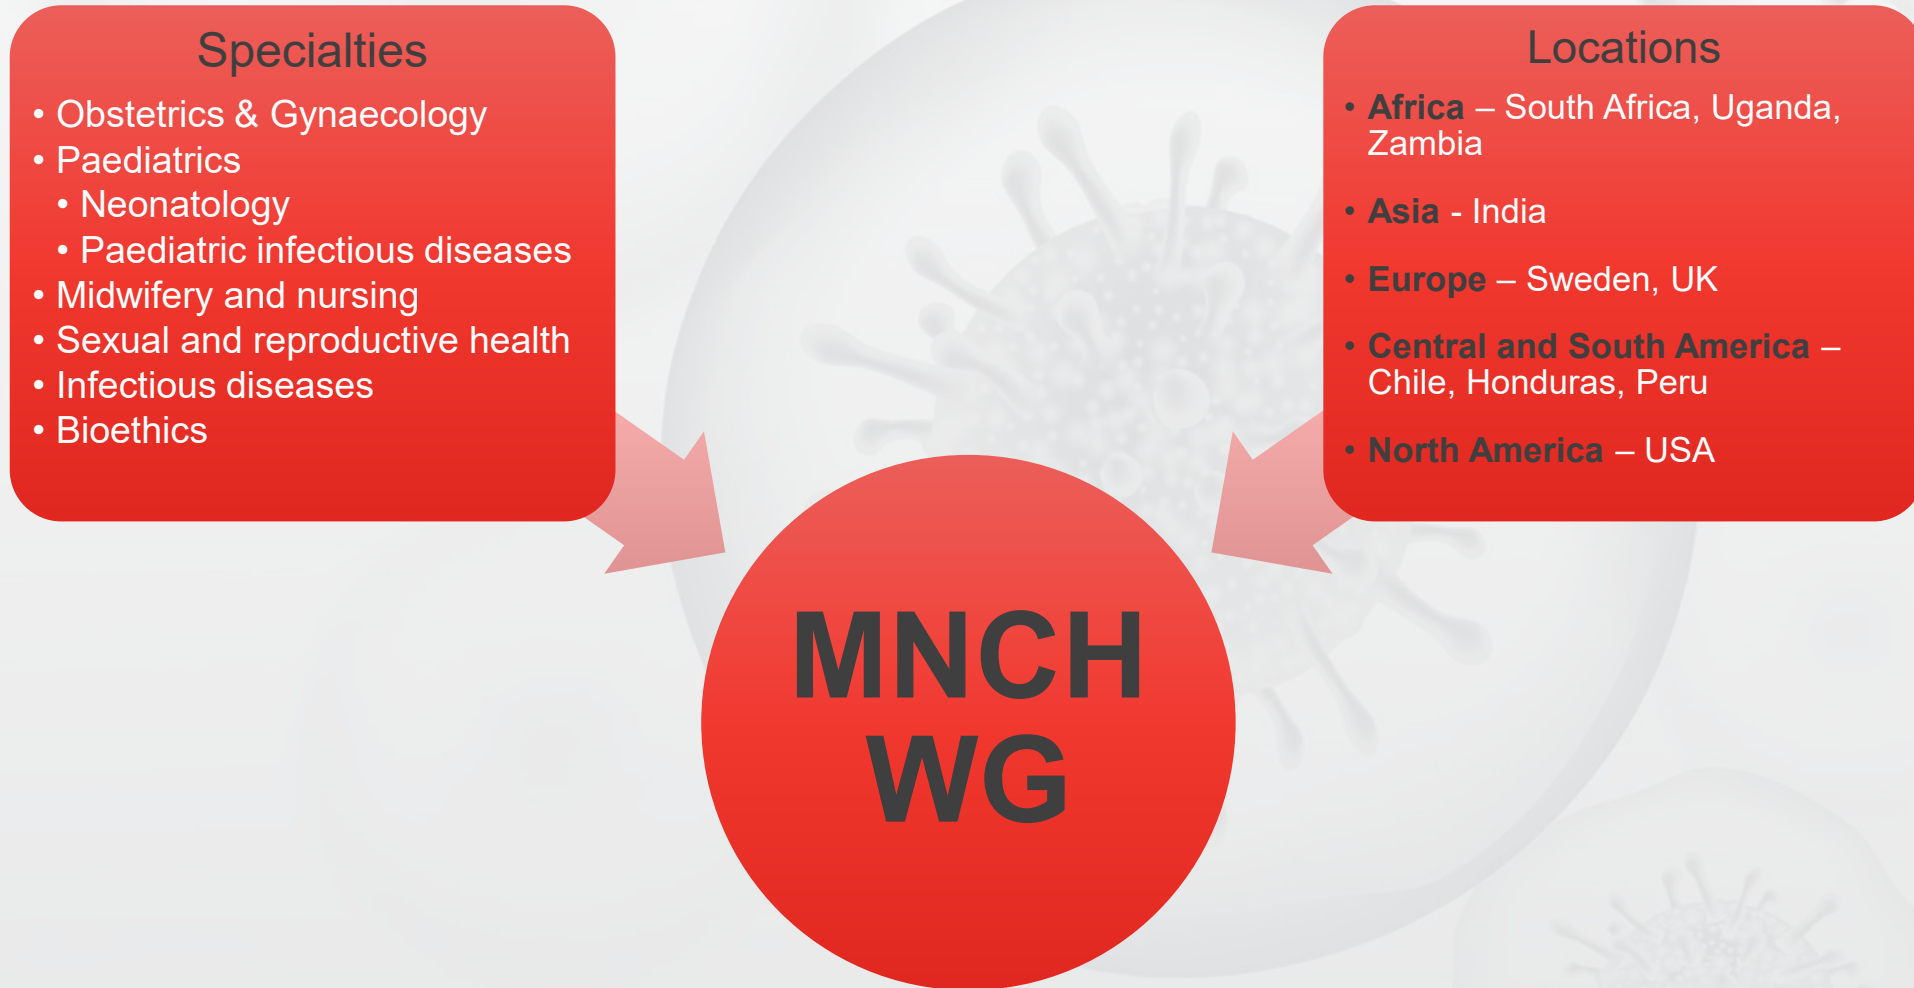 Specialties
• Obstetrics & Gynaecology
• Paediatrics
• Neonatology
• Paediatric infectious diseases
• Midwifery and nursing
• Sexual and reproductive health
• Infectious diseases
• Bioethics
Locations
• Africa – South Africa, Uganda,
Zambia
• Asia - India
• Europe – Sweden, UK
• Central and South America –
Chile, Honduras, Peru
• North America – USA
MNCH
WG